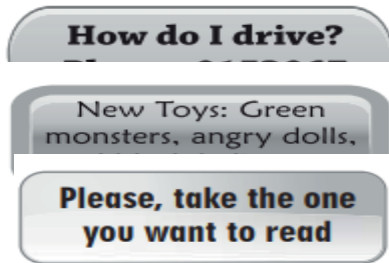 How do I drive?
New Toys: Green
monsters, angry dolls,
Please, take the one
you want to read